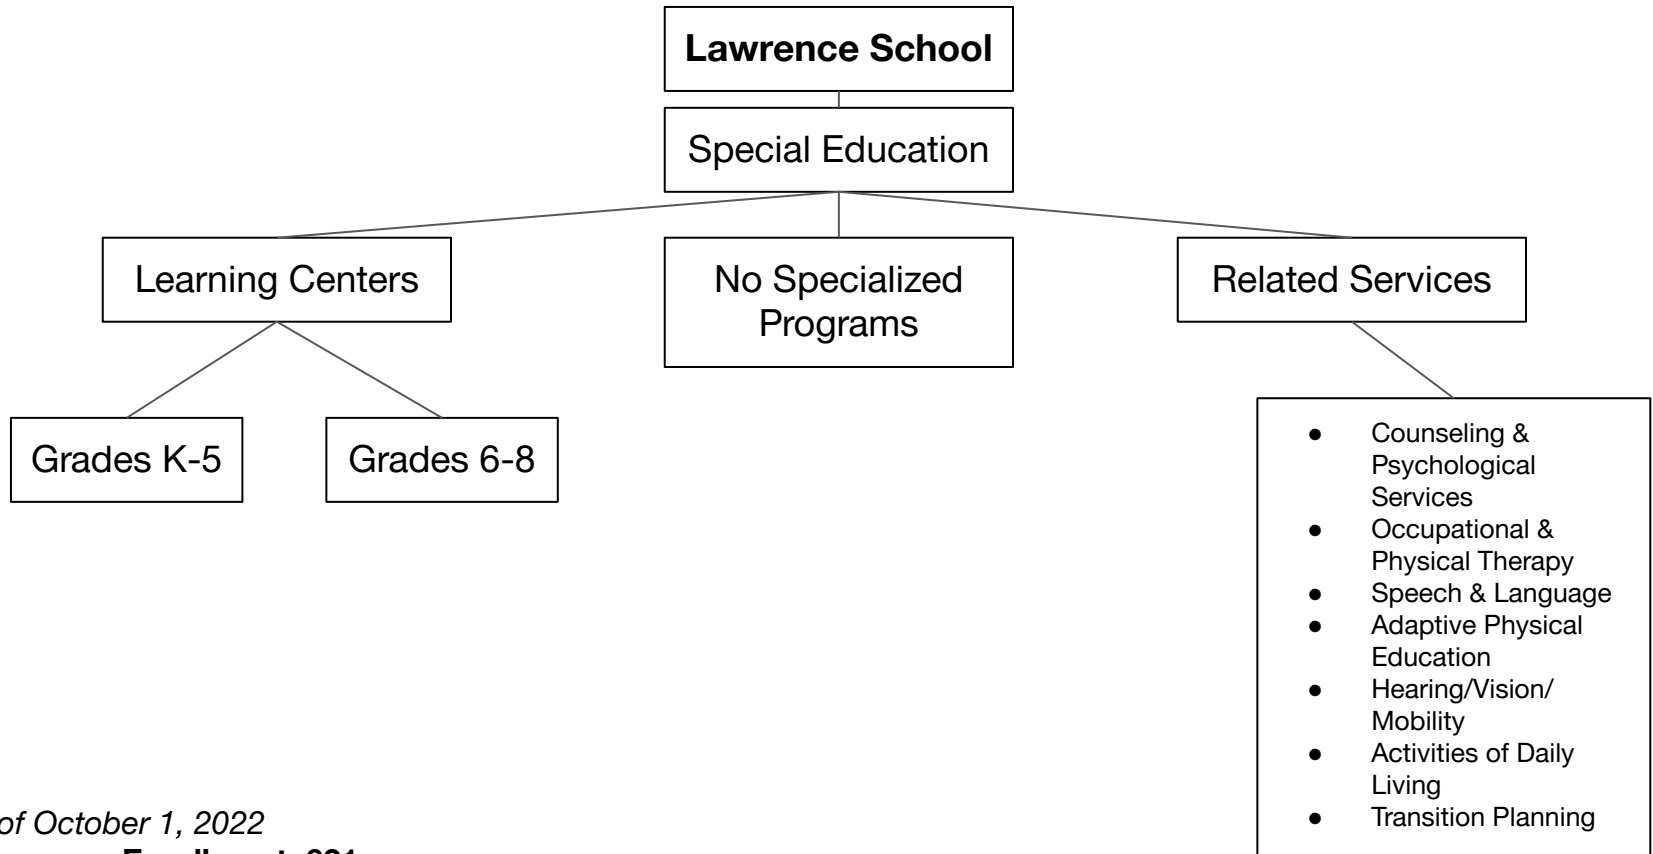 Lawrence School
Special Education
Learning Centers
No Specialized
Programs
Related Services
Grades K-5
Grades 6-8
● Counseling &
Psychological
Services
● Occupational &
Physical Therapy
● Speech & Language
● Adaptive Physical
Education
● Hearing/Vision/
Mobility
● Activities of Daily
Living
● Transition Planning
of October 1, 2022